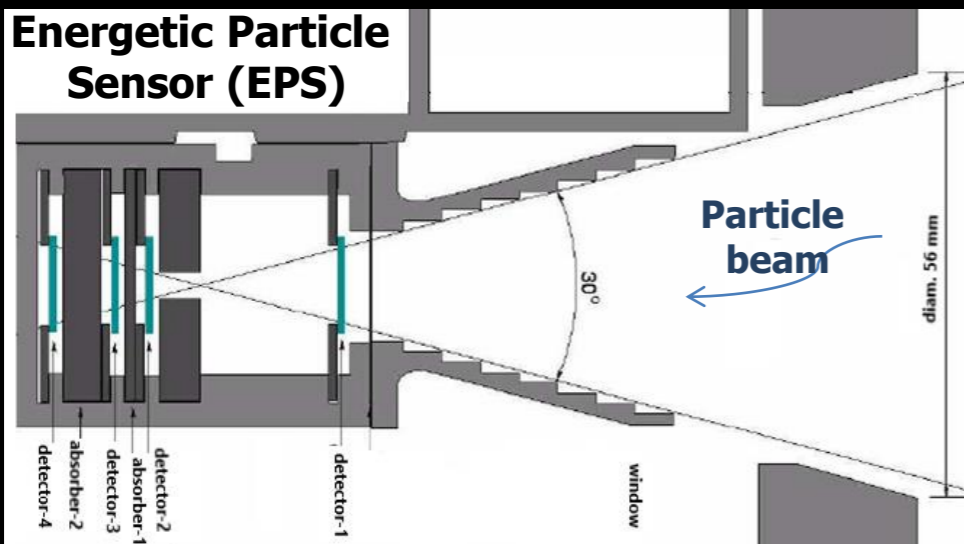 Energetic Particle
Sensor (EPS)
Particle
beam
30°
diam. 56 mm
detector-4
absorber-2
detector-3
absorber-1
detector-2
detector-1
window